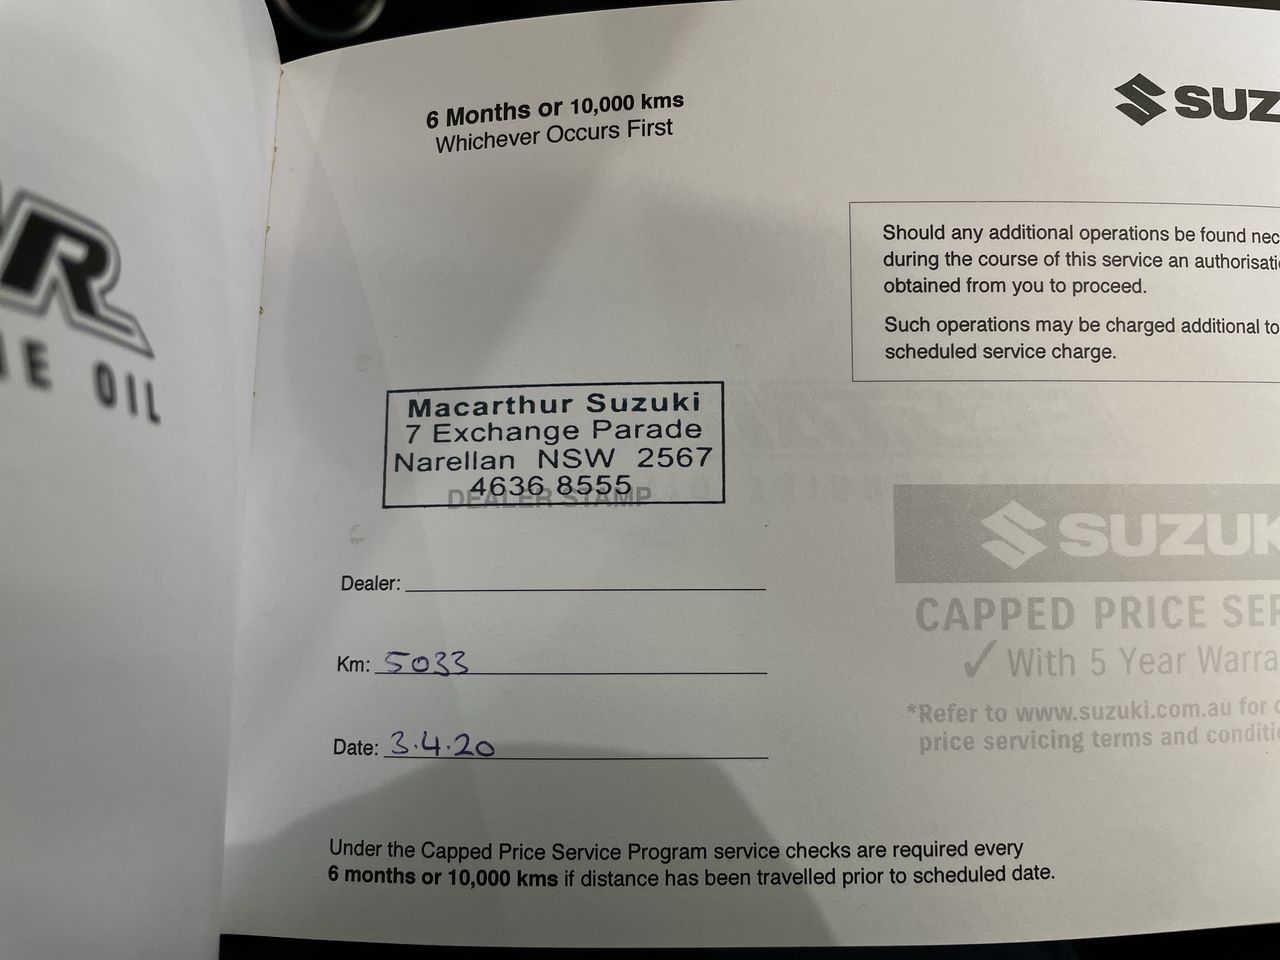 R
NE OIL
6 Months or 10,000 kms
Whichever Occurs First
SUZ
Should any additional operations be found nec
during the course of this service an authorisati
obtained from you to proceed.
Such operations may be charged additional to
scheduled service charge.
Macarthur Suzuki
7 Exchange Parade
Narellan NSW 2567
4636 8555
DEALER STAMP
Dealer:
Km: 5033
Date: 3.4.20
SUZUK
CAPPED PRICE SER
✓ With 5 Year Warra
*Refer to www.suzuki.com.au for c
price servicing terms and conditi
Under the Capped Price Service Program service checks are required every
6 months or 10,000 kms if distance has been travelled prior to scheduled date.